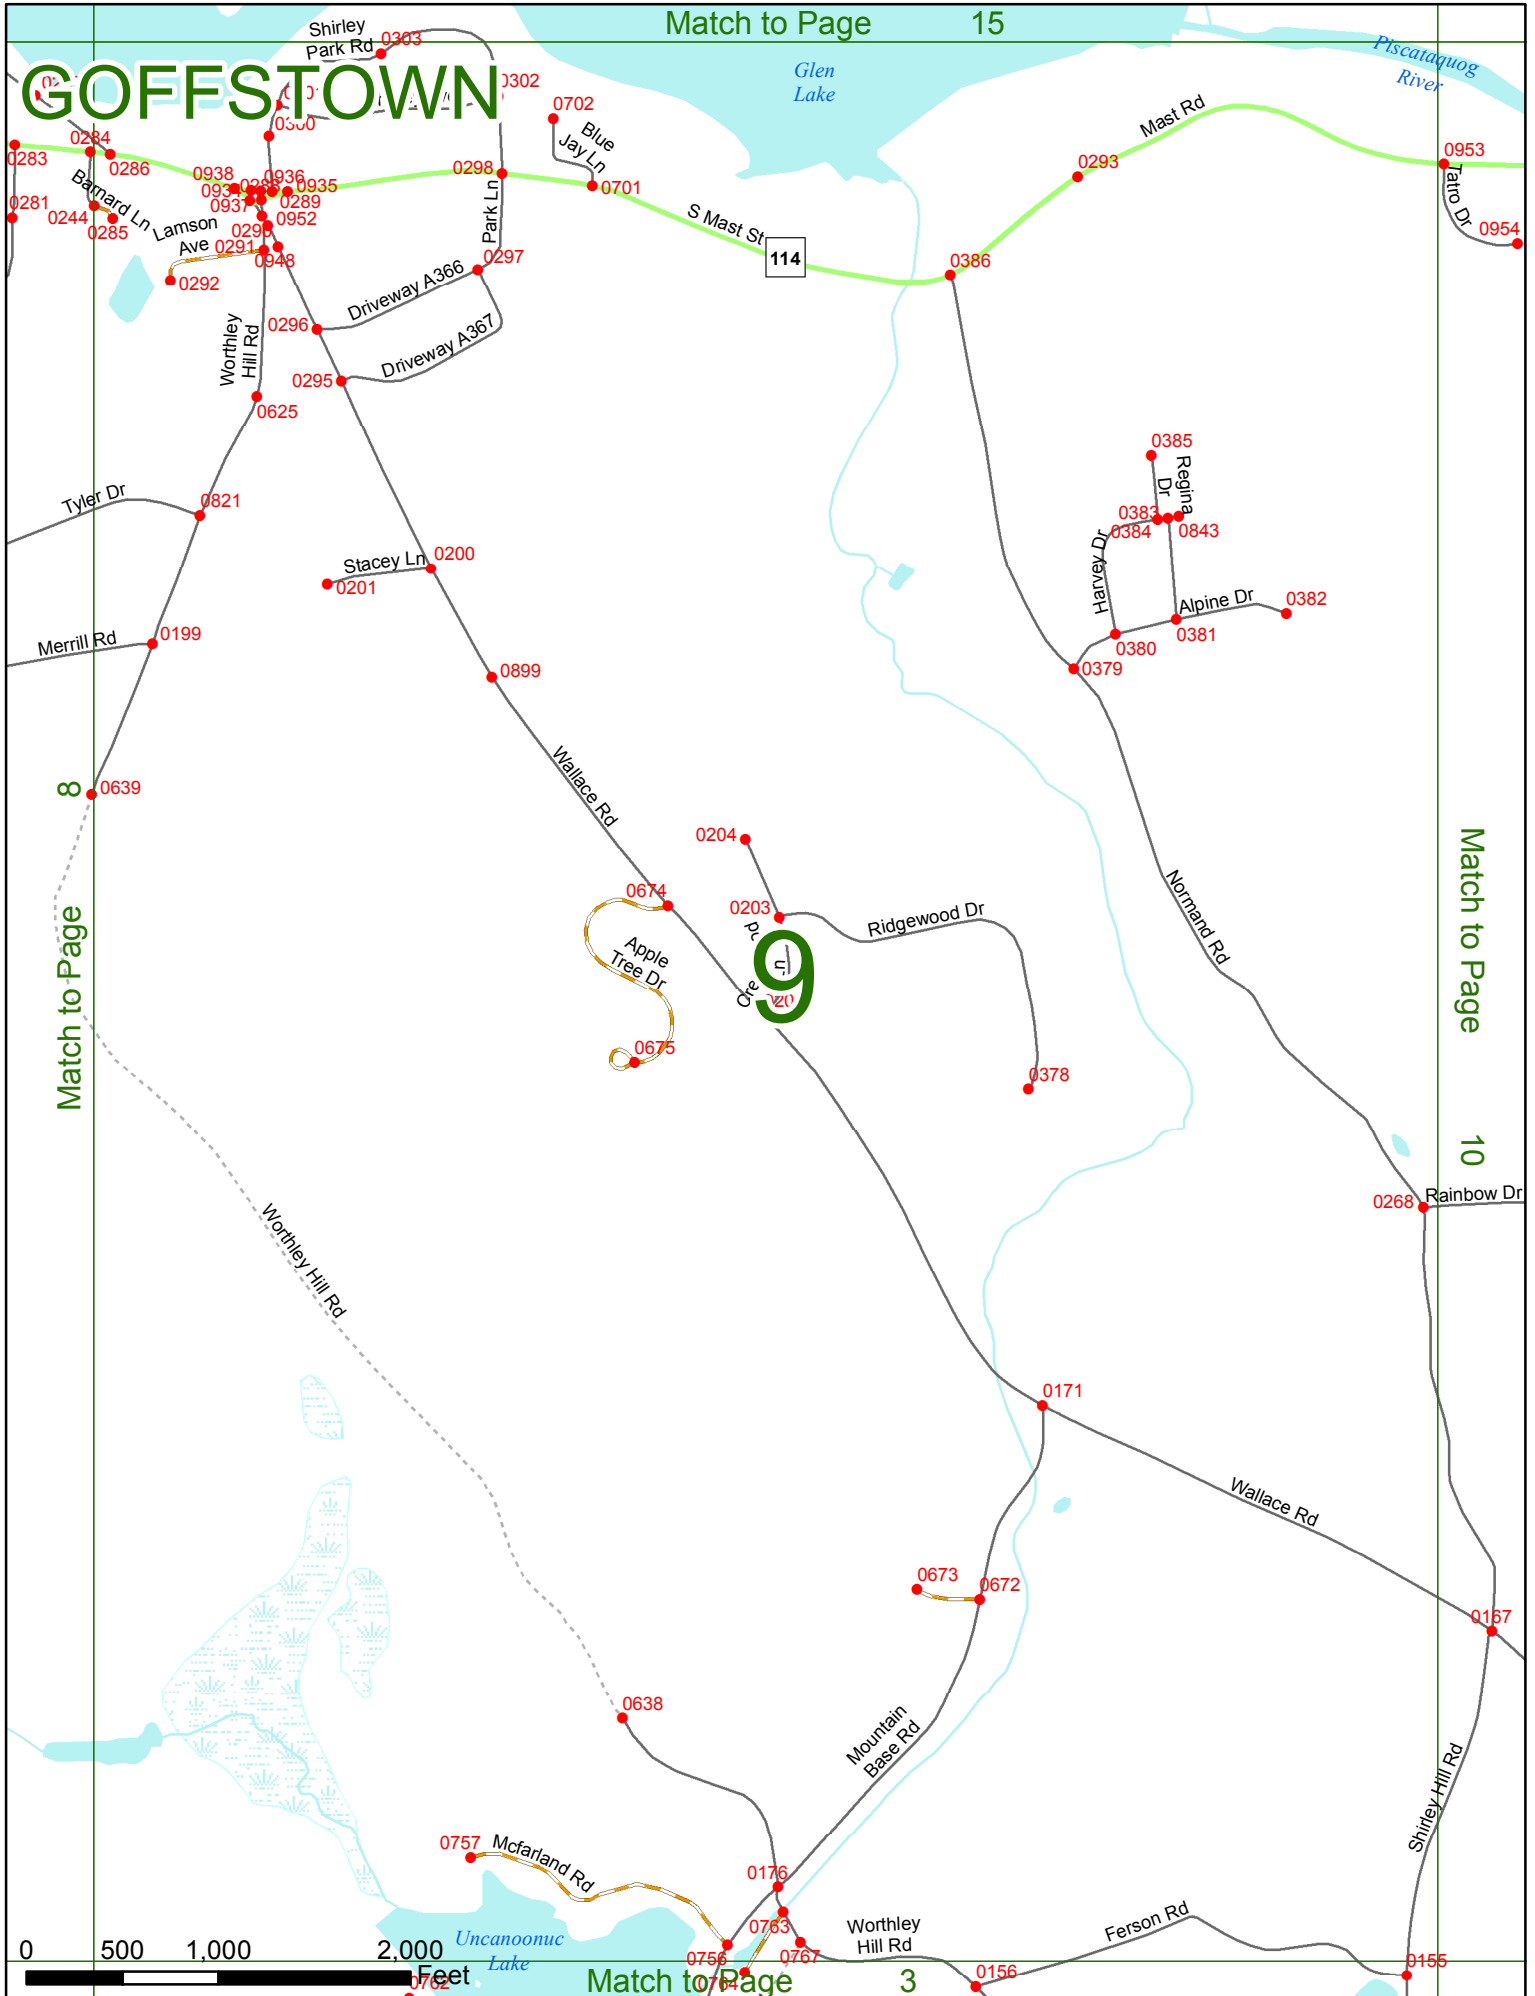 Match to Page 15
GOFFSTOWN
Shirley
Park Rd
0303
0302
0702
Blue
Jay Ln
Glen
Lake
Piscataquog
River
Mast Rd
0300
0284
0283
0286
0938
0936
0935
0289
0937
0952
0298
0701
0293
0953
Tatro Dr
0954
0281
0244
Barnard Ln
0285
Lamson
Ave
0291
0948
0292
Park Ln
0297
S Mast St
114
0386
Driveway A366
0296
Driveway A367
0295
Worthley
Hill Rd
0625
Tyler Dr
0821
0385
Regina
Dr
0383
0384
0843
Harvey Dr
Stacey Ln
0200
0201
Alpine Dr
0382
0381
0380
0379
Merrill Rd
0199
0899
8
0639
Match to Page
Wallace Rd
0204
0203
Ridgewood Dr
0674
Apple
Tree Dr
9
0675
0378
Normand Rd
Match to Page
10
0268
Rainbow Dr
Worthley Hill Rd
0171
Wallace Rd
0673
0672
0167
0638
Mountain
Base Rd
Shirley Hill Rd
0757
Mcfarland Rd
0176
0763
0756
0767
0764
Worthley
Hill Rd
Ferson Rd
0156
0155
Uncanoonuc
Lake
0 500 1,000 2,000
Feet
0762
Match to Page 3